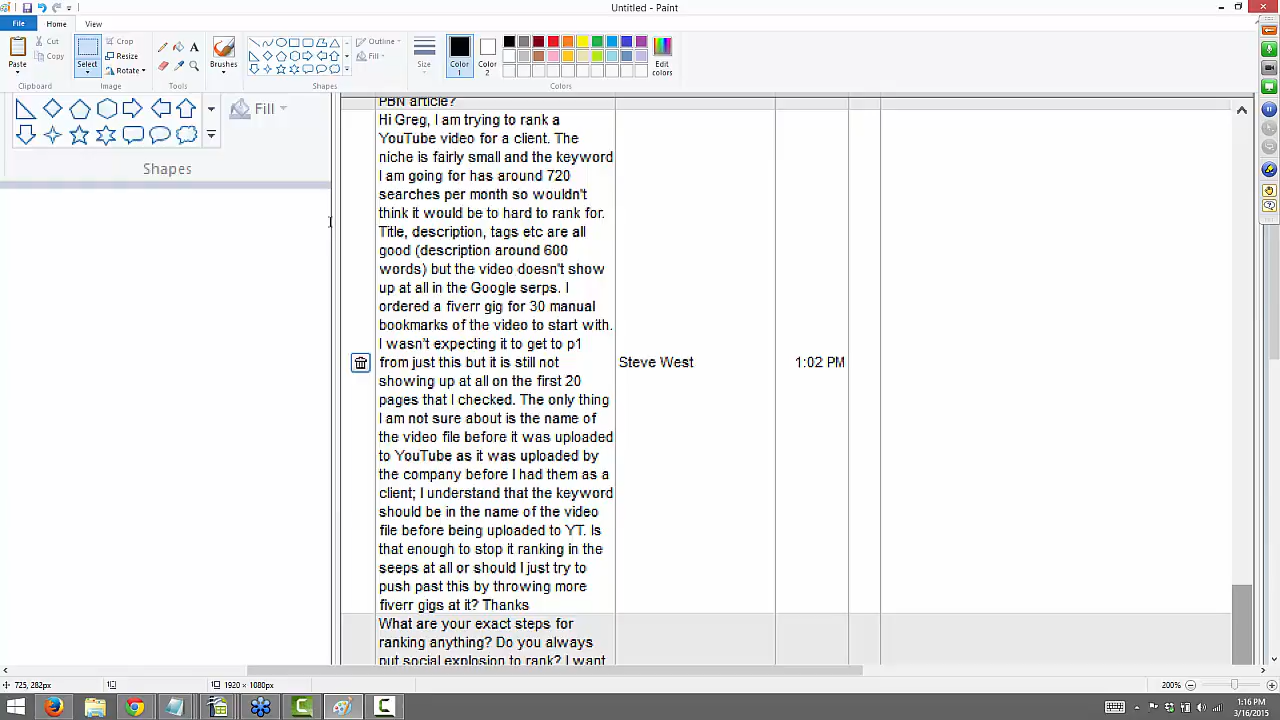 Untitled - Paint
File Home View
Paste
Cut
Copy
Clipboard
Select
Crop
Resize
Rotate
Image
Tools
Brushes
Shapes
Outline
Fill
Size
Color 1
Color 2
Edit colors
Colors
Fill
Shapes
PBN article?
Hi Greg, I am trying to rank a
YouTube video for a client. The
niche is fairly small and the keyword
I am going for has around 720
searches per month so wouldn't
think it would be to hard to rank for.
Title, description, tags etc are all
good (description around 600
words) but the video doesn't show
up at all in the Google serps. I
ordered a fiverr gig for 30 manual
bookmarks of the video to start with.
I wasn't expecting it to get to p1
from just this but it is still not
showing up at all on the first 20
pages that I checked. The only thing
I am not sure about is the name of
the video file before it was uploaded
to YouTube as it was uploaded by
the company before I had them as a
client; I understand that the keyword
should be in the name of the video
file before being uploaded to YT. Is
that enough to stop it ranking in the
seeps at all or should I just try to
push past this by throwing more
fiverr gigs at it? Thanks
Steve West 1:02 PM
What are your exact steps for
ranking anything? Do you always
put social explosion to rank? I want
725, 282px
1920 × 1080px
200%
1:16 PM
3/16/2015